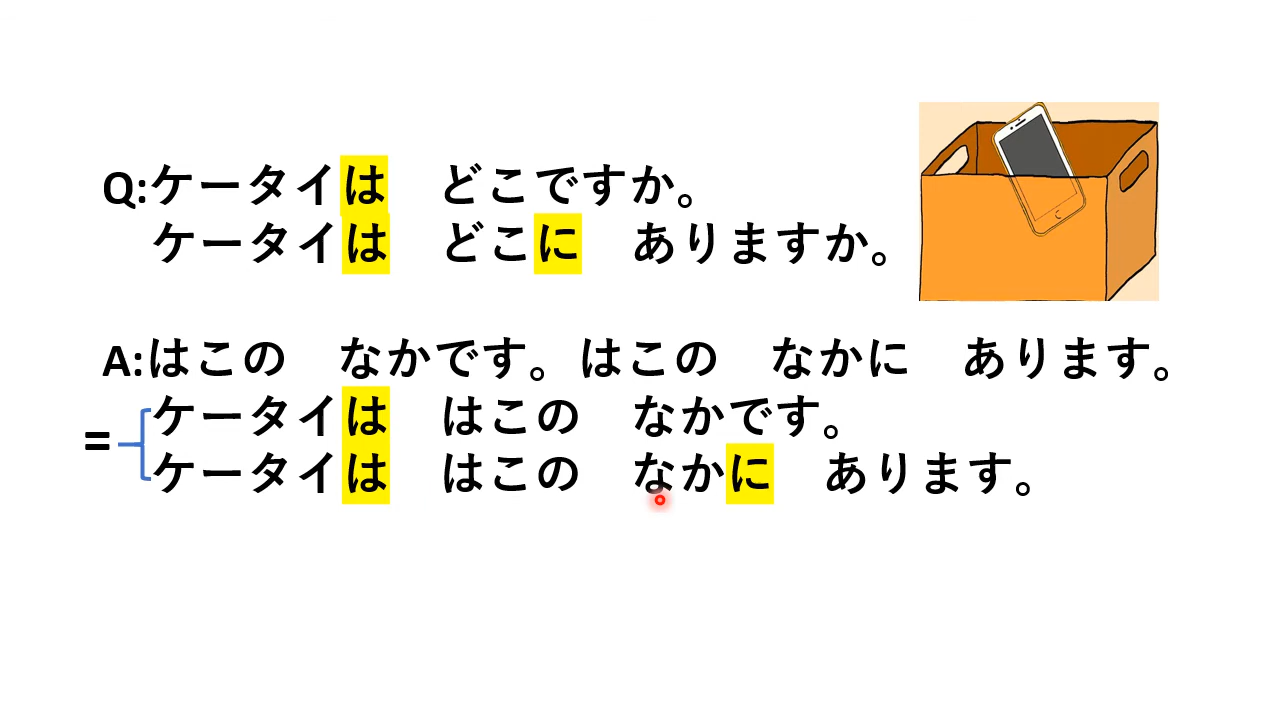 Q:ケータイは　どこですか。
ケータイは　どこに　ありますか。
A:はこの　なかです。はこの　なかに　あります。
ケータイは　はこの　なかです。
=
ケータイは　はこの　なかに　あります。